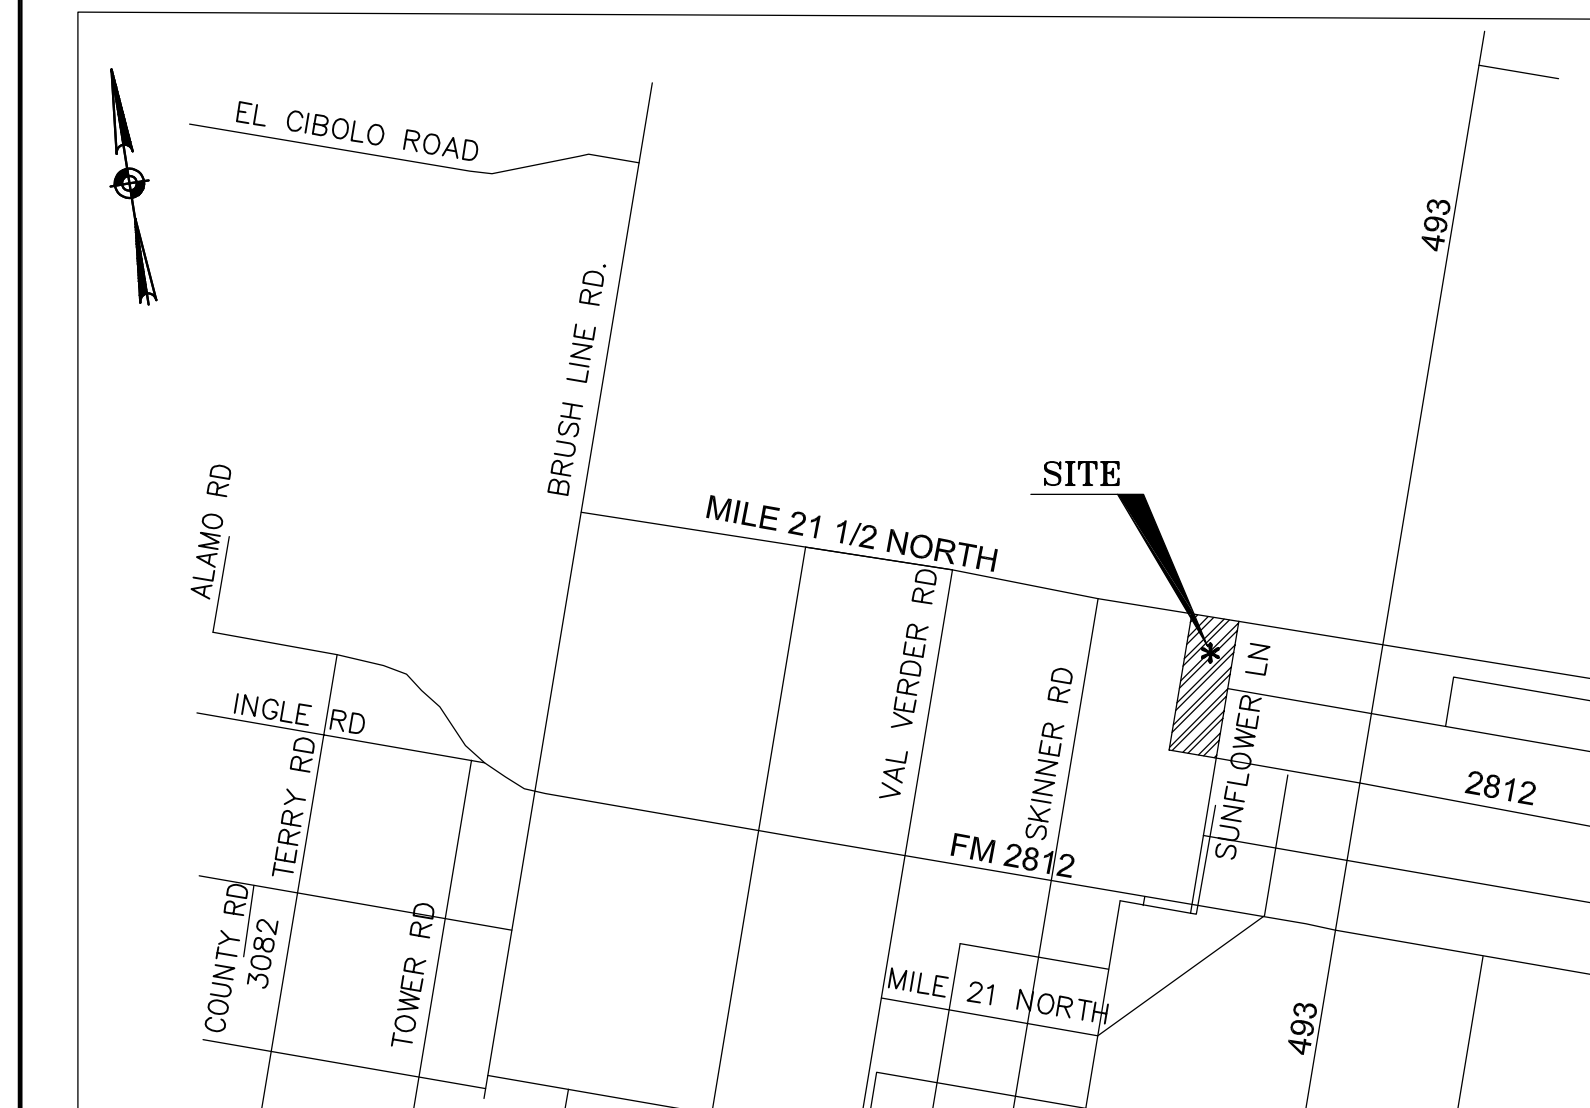 EL CIBOLO ROAD
493
BRUSH LINE RD.
SITE
ALAMO RD
MILE 21 1/2 NORTH
VAL VERDER RD
SKINNER RD
SUNFLOWER LN
INGLE RD
TERRY RD
2812
FM 2812
COUNTY RD
3082
TOWER RD
MILE 21 NORTH
493